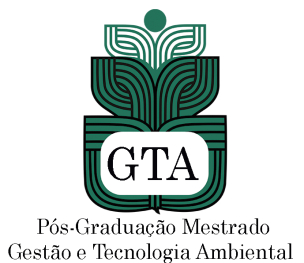 GTA
Pós-Graduação Mestrado
Gestão e Tecnologia Ambiental